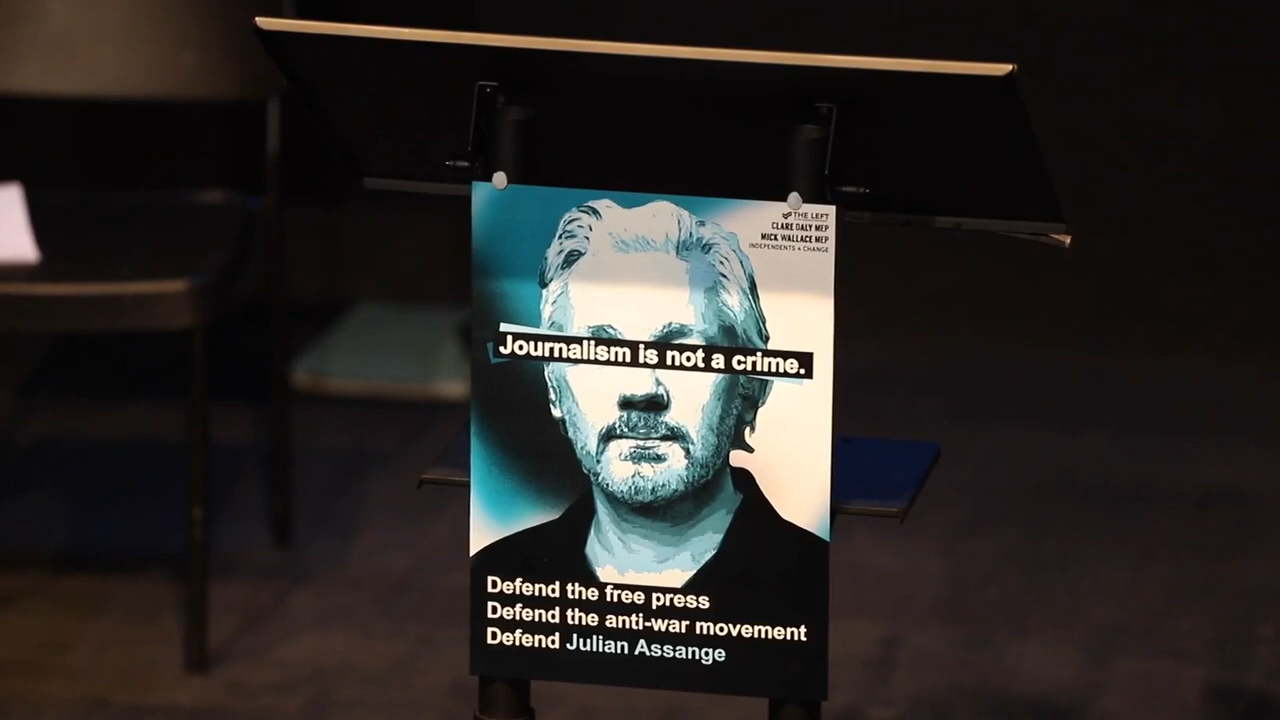 THE LEFT
CLARE DALY MEP
MICK WALLACE MEP
INDEPENDENTS 4 CHANGE
Journalism is not a crime.
Defend the free press
Defend the anti-war movement
Defend Julian Assange